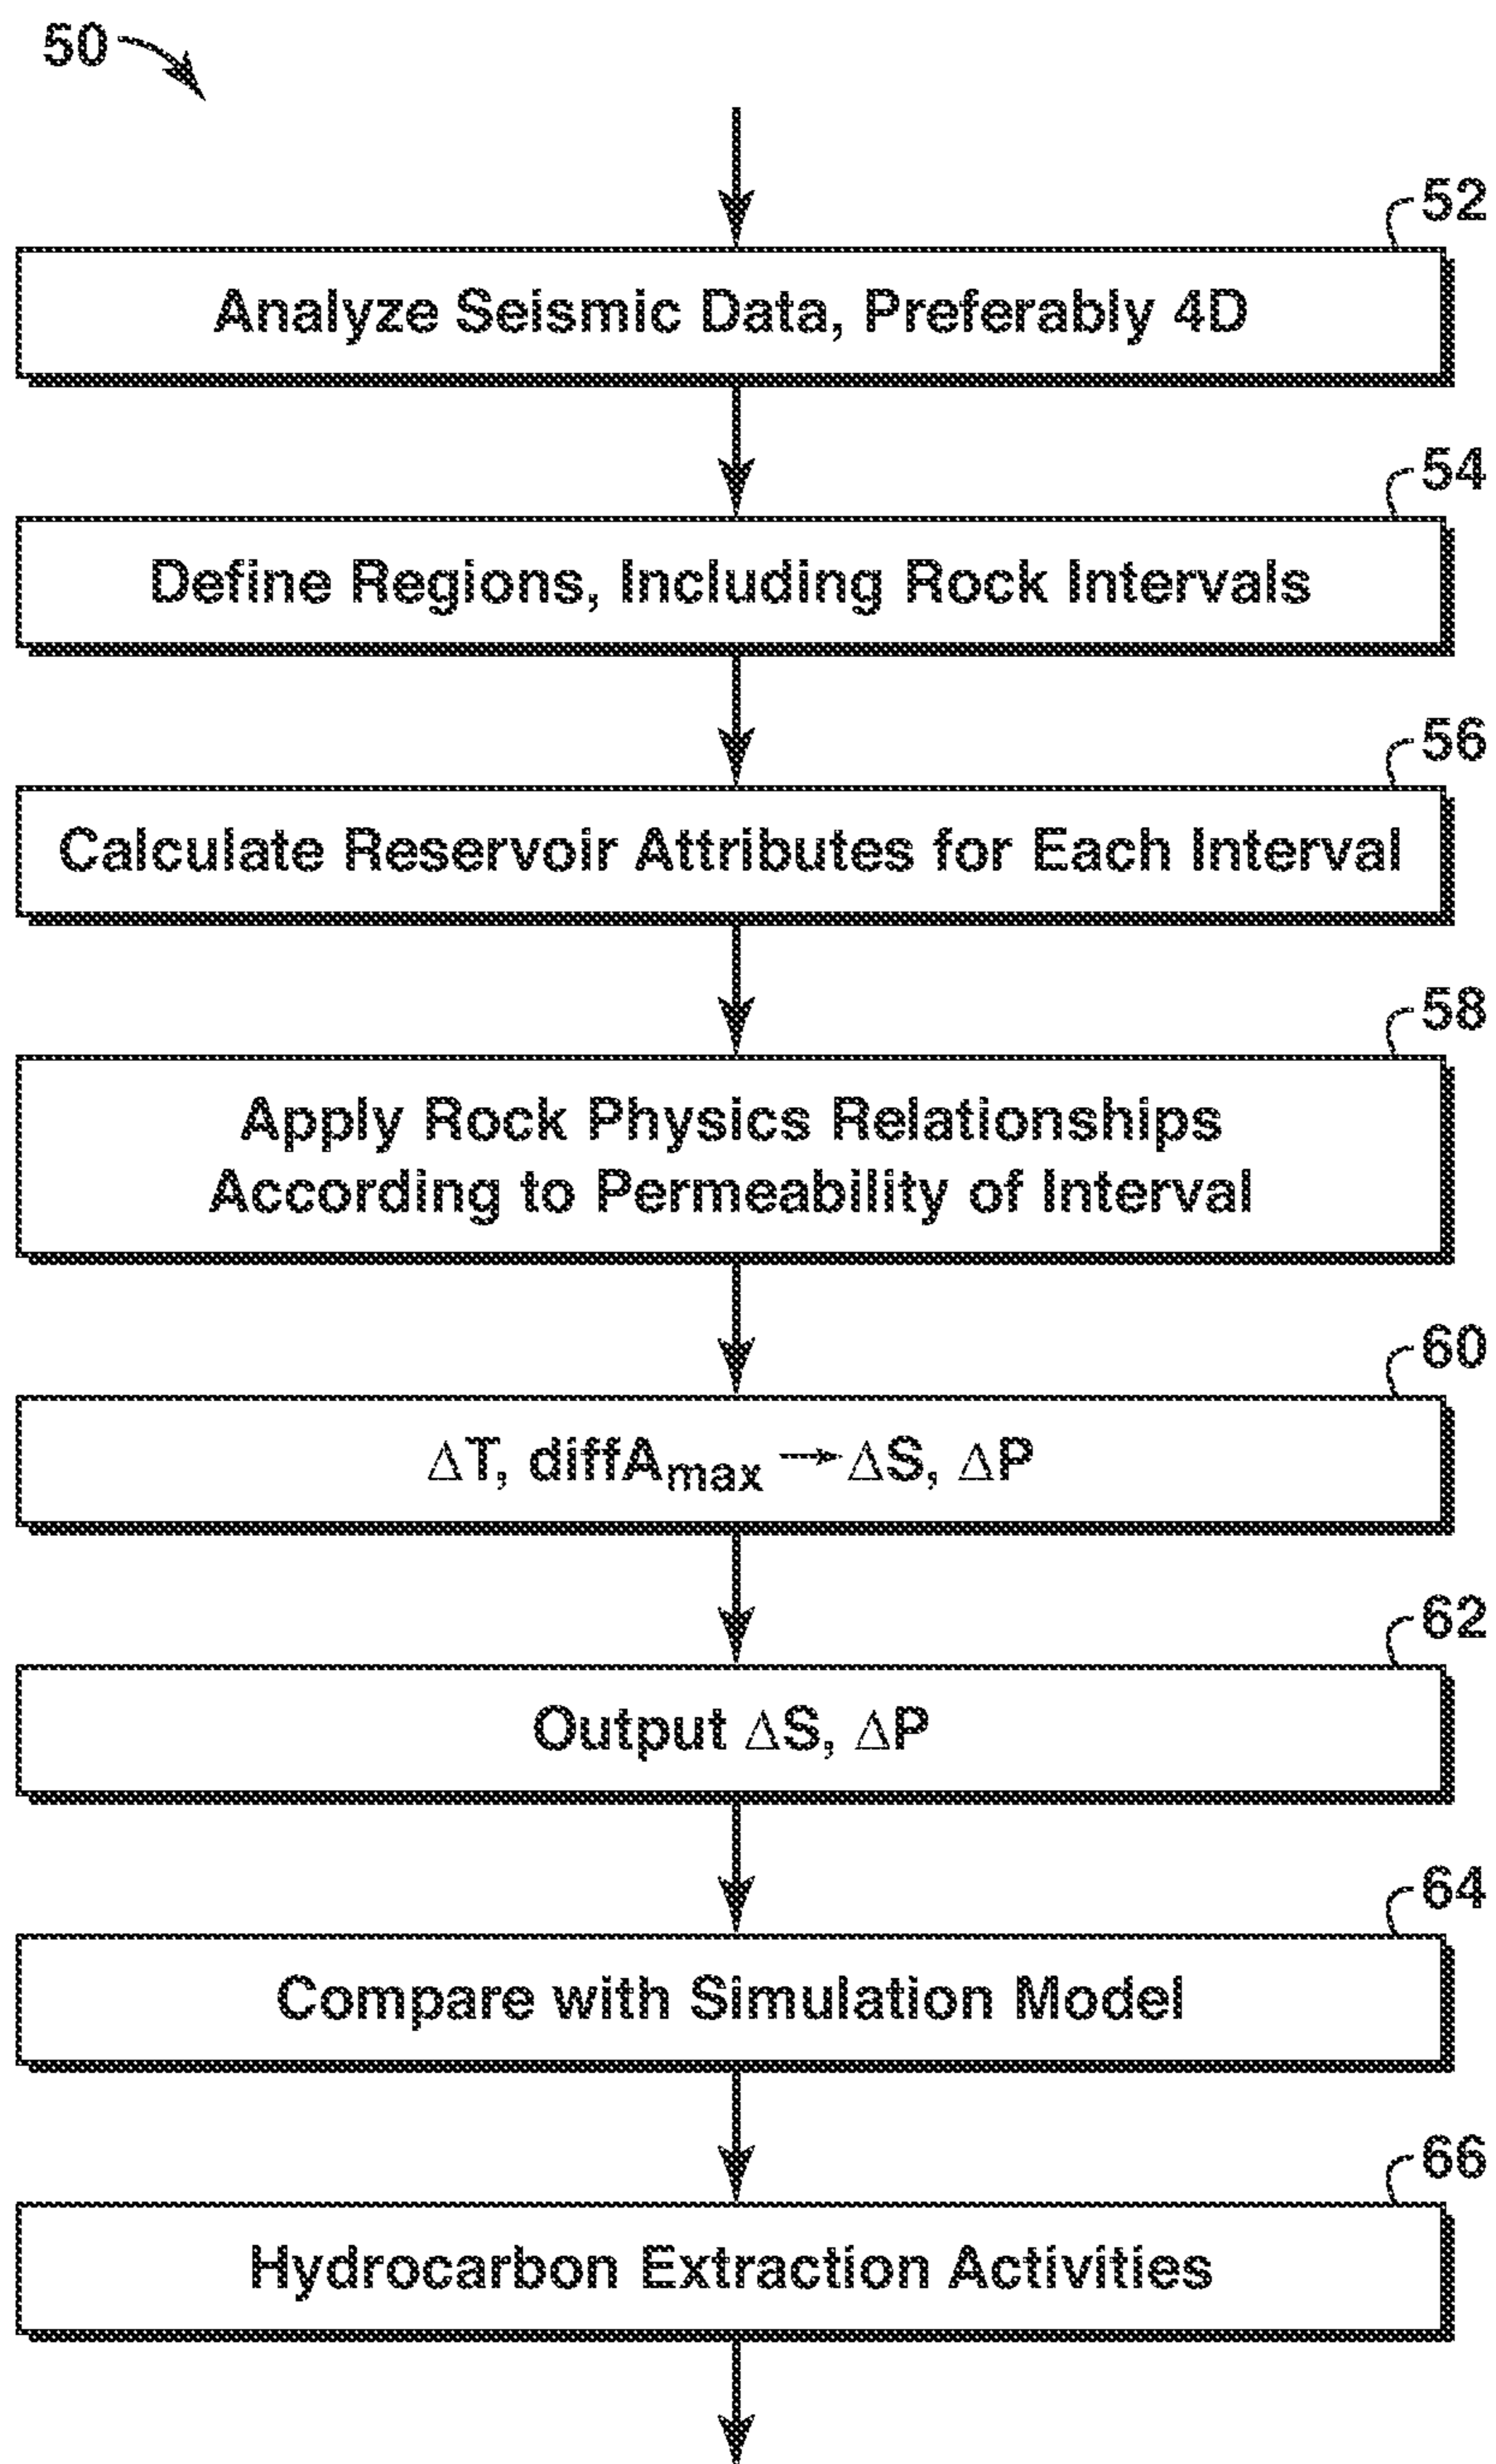 50
52
Analyze Seismic Data, Preferably 4D
54
Define Regions, Including Rock Intervals
56
Calculate Reservoir Attributes for Each Interval
58
Apply Rock Physics Relationships
According to Permeability of Interval
60
ΔT, diffAmax → ΔS, ΔP
62
Output ΔS, ΔP
64
Compare with Simulation Model
66
Hydrocarbon Extraction Activities